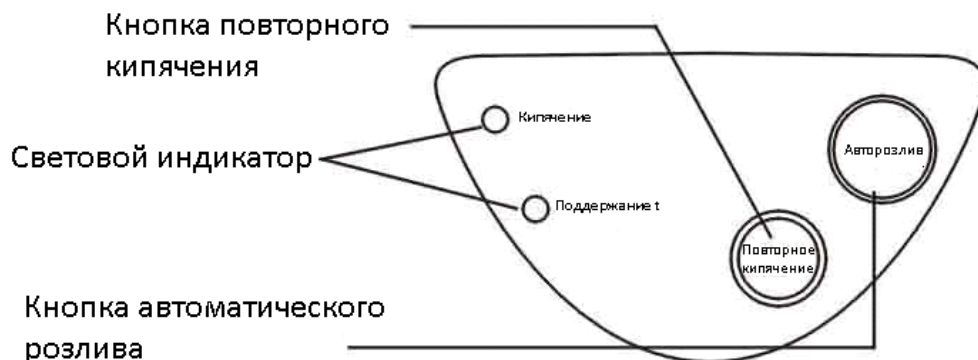 Кнопка повторного
кипячения
Кипячение
Авторозлив
Световой индикатор
Поддержание t
Повторное
кипячение
Кнопка автоматического
розлива